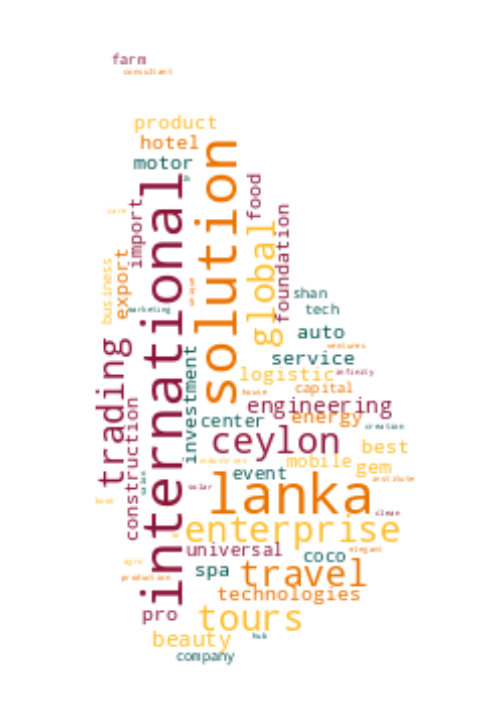 farm
consultant
product
hotel
motor
international
solution
food
care
import
foundation
global
export
business
unique
shan
tech
marketing
auto
ventures
service
trading
investment
logistic
infinity
capital
house
construction
engineering
energy
center
creation
ceylon
best
industries
mobile
gem
event
salon
institute
solar
lanka
book
clean
enterprise
universal
elegant
coco
agro
spa
travel
production
technologies
pro
tours
beauty
hub
company